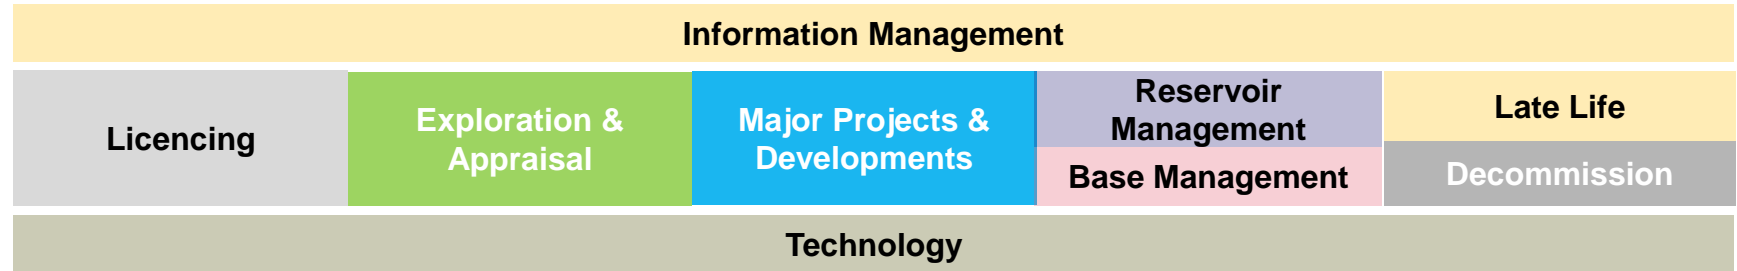 Information Management
Licencing
Exploration &
Appraisal
Major Projects &
Developments
Reservoir
Management
Base Management
Late Life
Decommission
Technology